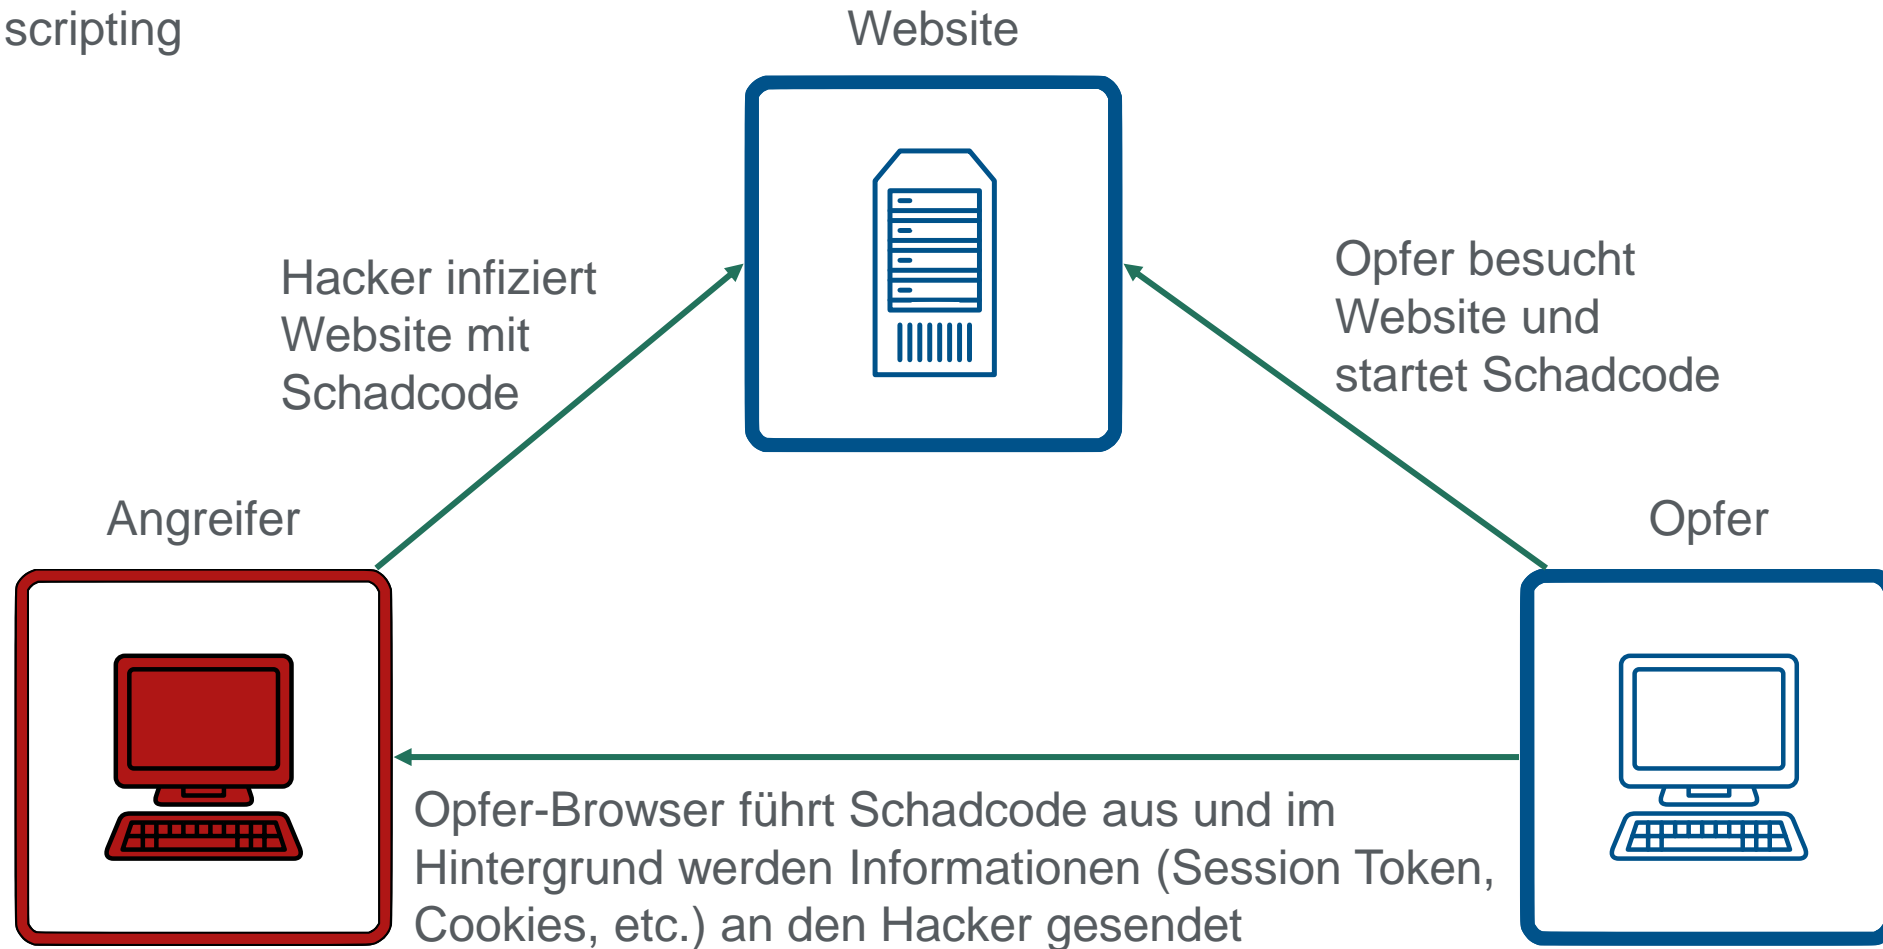 scripting
Website
Hacker infiziert
Website mit
Schadcode
Opfer besucht
Website und
startet Schadcode
Angreifer
Opfer
Opfer-Browser führt Schadcode aus und im
Hintergrund werden Informationen (Session Token,
Cookies, etc.) an den Hacker gesendet